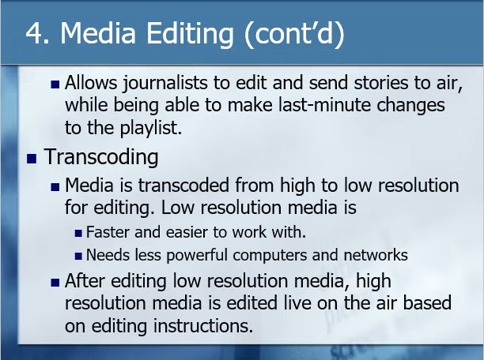 4. Media Editing (cont’d)
■ Allows journalists to edit and send stories to air,
while being able to make last-minute changes
to the playlist.
■ Transcoding
■ Media is transcoded from high to low resolution
for editing. Low resolution media is
■ Faster and easier to work with.
■ Needs less powerful computers and networks
■ After editing low resolution media, high
resolution media is edited live on the air based
on editing instructions.